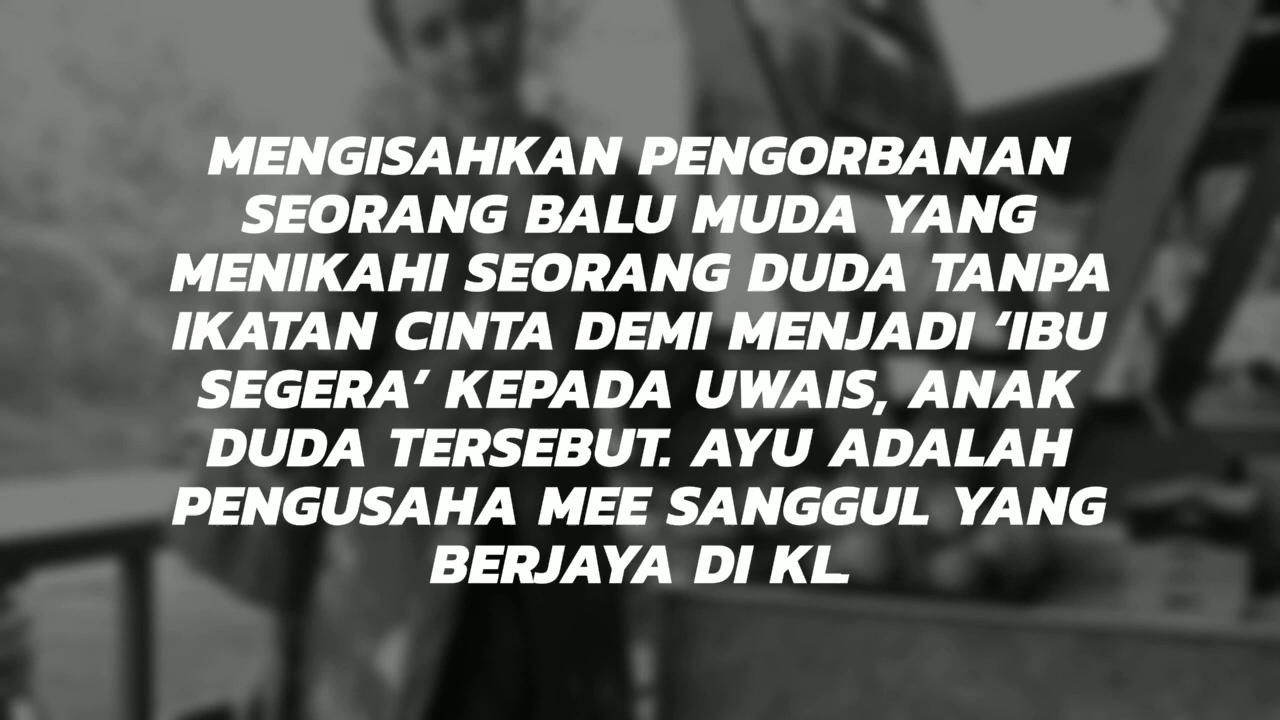 MENGISAHKAN PENGORBANAN
SEORANG BALU MUDA YANG
MENIKAHI SEORANG DUDA TANPA
IKATAN CINTA DEMI MENJADI ‘IBU
SEGERA’ KEPADA UWAIS, ANAK
DUDA TERSEBUT. AYU ADALAH
PENGUSAHA MEE SANGGUL YANG
BERJAYA DI KL.